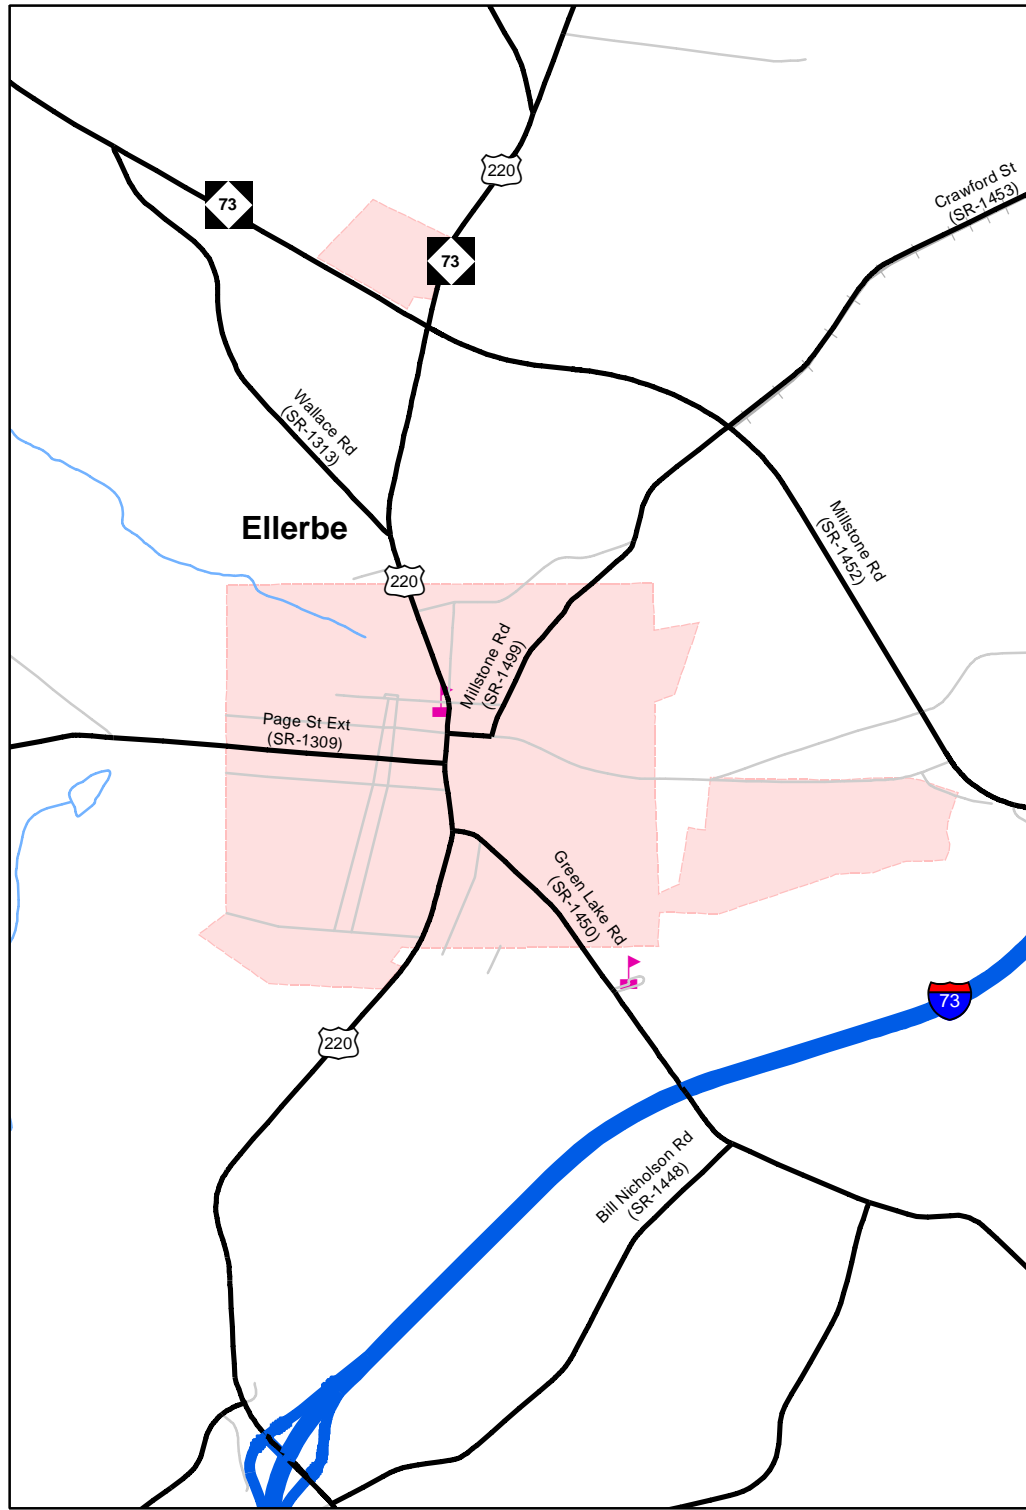 220
Crawford St
(SR-1453)
73
73
Wallace Rd
(SR-1313)
Millstone Rd
(SR-1452)
Ellerbe
220
Millstone Rd
(SR-1499)
Page St Ext
(SR-1309)
Green Lake Rd
(SR-1450)
73
220
Bill Nicholson Rd
(SR-1448)